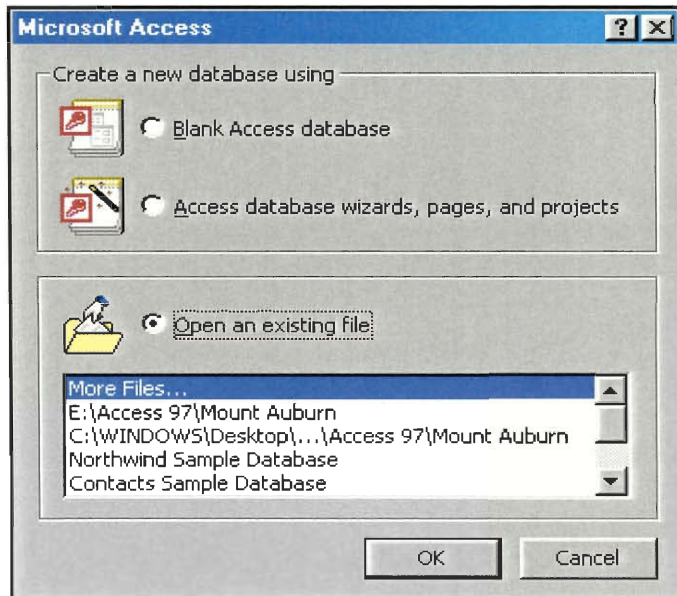 Microsoft Access
Create a new database using
Blank Access database
Access database wizards, pages, and projects
Open an existing file
More Files...
E:\Access 97\Mount Auburn
C:\WINDOWS\Desktop\...\Access 97\Mount Auburn
Northwind Sample Database
Contacts Sample Database
OK
Cancel